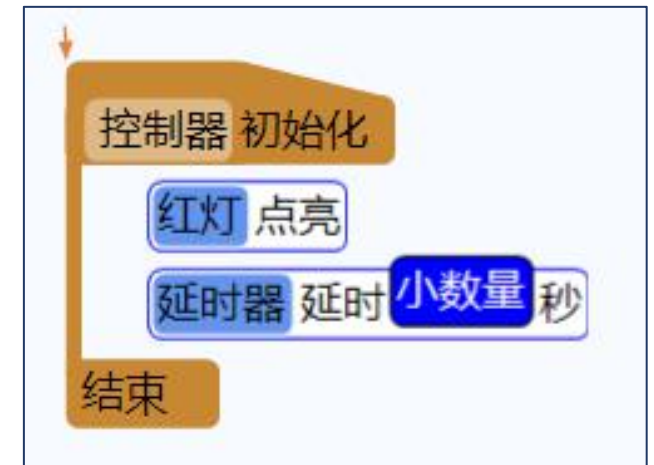 控制器 初始化
红灯 点亮
延时器 延时 小数量 秒
结束